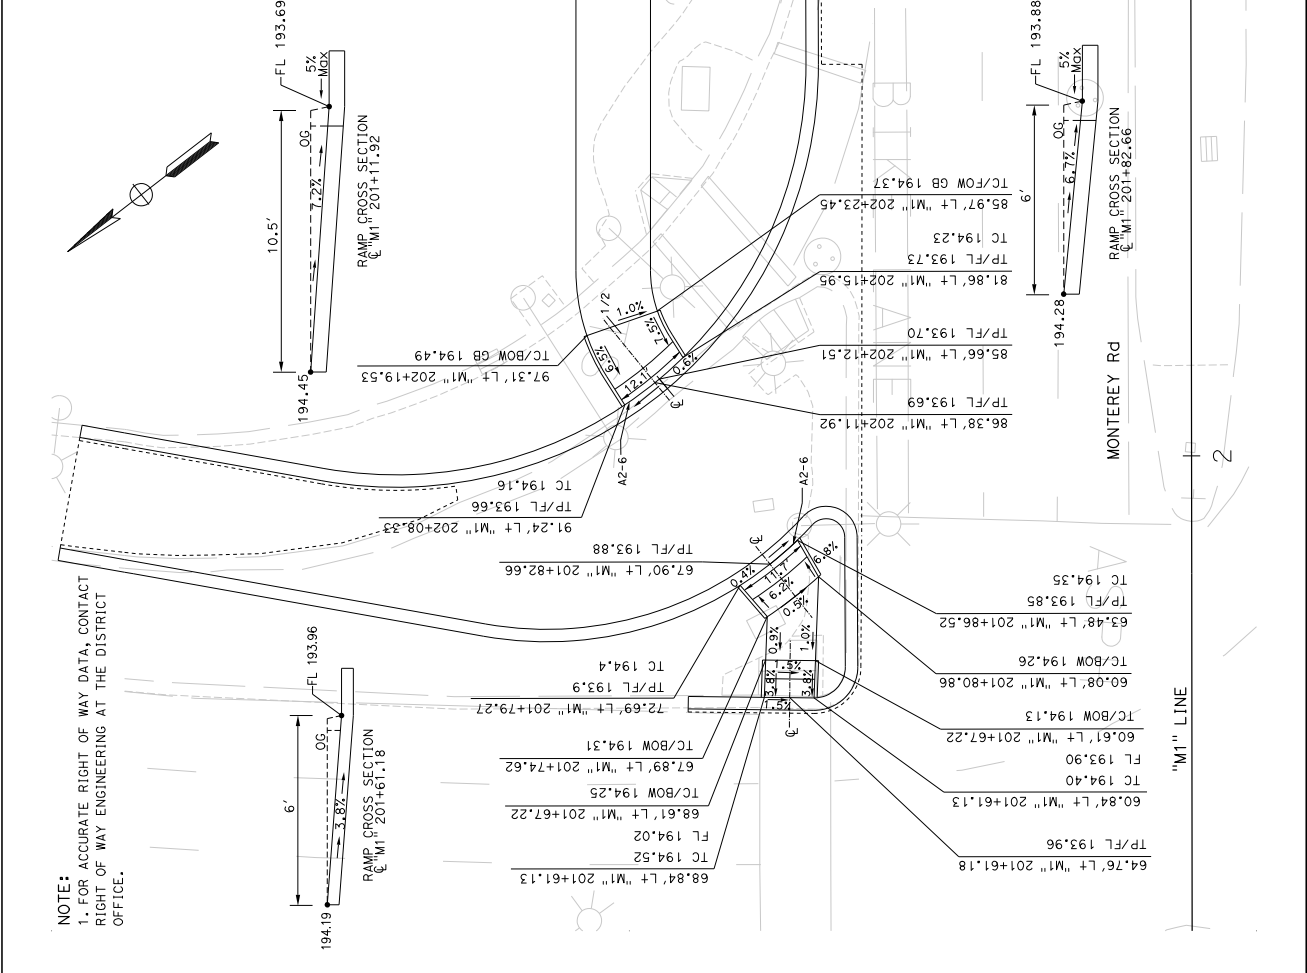 FL 193.69
5%
Max
OG
7.2%
10.5'
194.45
RAMP CROSS SECTION
℄ "M1" 201+11.92
FL 193.88
5%
Max
OG
6.7%
6'
194.28
RAMP CROSS SECTION
℄ "M1" 201+82.66
BIKE
LANE
MONTEREY Rd
2
"M1" LINE
TC/FOW GB 194.37
85.97' Lt "M1" 202+23.45
TC 194.23
TP/FL 193.73
81.86' Lt "M1" 202+15.95
TP/FL 193.70
85.66' Lt "M1" 202+12.51
TP/FL 193.69
86.38' Lt "M1" 202+11.92
TC/BOW GB 194.49
97.31' Lt "M1" 202+19.53
1/2
1.0%
7.5%
6.5%
12.1'
0.6%
℄
A2-6
TC 194.16
TP/FL 193.66
91.24' Lt "M1" 202+08.33
A2-6
TP/FL 193.88
67.90' Lt "M1" 201+82.66
℄
0.4%
11.7'
6.8%
6.2%
0.5%
0.9%
1.0%
1.5%
3.8%
3.8%
1.5%
℄
TC 194.35
TP/FL 193.85
63.48' Lt "M1" 201+86.52
TC/BOW 194.26
60.08' Lt "M1" 201+80.86
TC/BOW 194.13
60.61' Lt "M1" 201+67.22
FL 193.90
TC 194.40
60.84' Lt "M1" 201+61.13
TP/FL 193.96
64.76' Lt "M1" 201+61.18
TC 194.4
TP/FL 193.9
72.69' Lt "M1" 201+79.27
TC/BOW 194.31
67.89' Lt "M1" 201+74.62
TC/BOW 194.25
68.61' Lt "M1" 201+67.22
FL 194.02
TC 194.52
68.84' Lt "M1" 201+61.13
FL 193.96
OG
3.8%
6'
194.19
RAMP CROSS SECTION
℄ "M1" 201+61.18
NOTE:
1. FOR ACCURATE RIGHT OF WAY DATA, CONTACT
RIGHT OF WAY ENGINEERING AT THE DISTRICT
OFFICE.